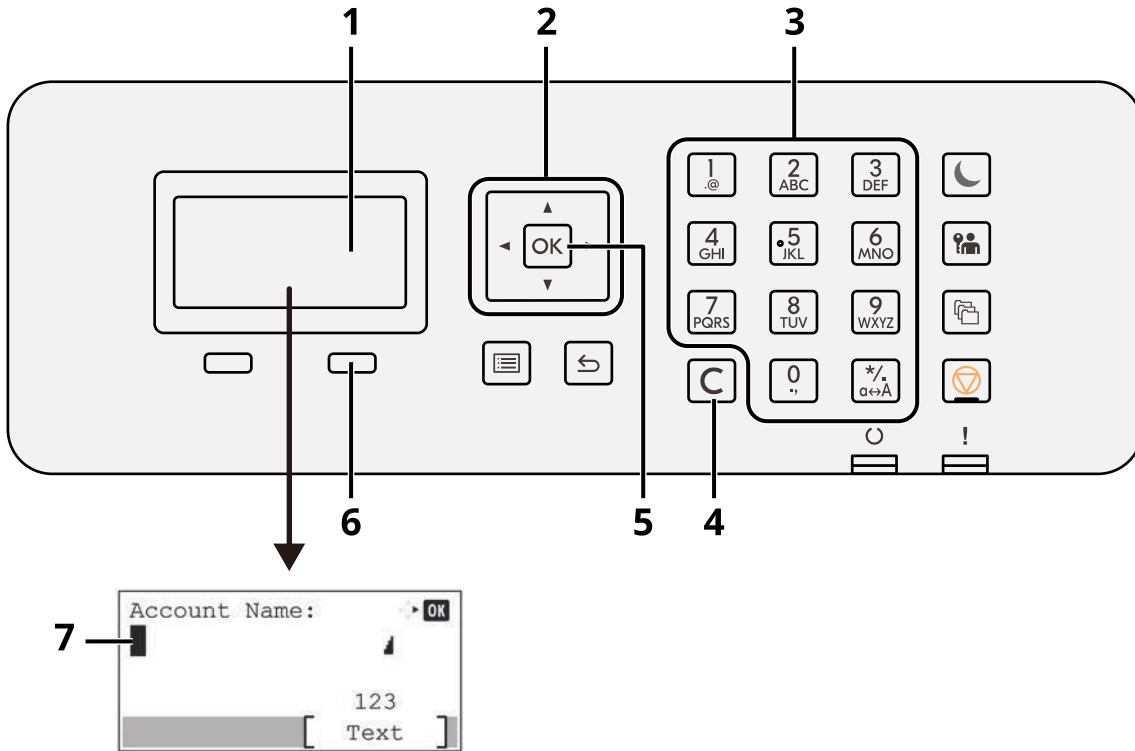 1 2 3
1 2 3
.@ ABC DEF
OK
4 5 6
GHI JKL MNO
7 8 9
PQRS TUV WXYZ
C 0 */.
., a↔A
!
6 5 4
Account Name: OK
7
123
[ Text ]